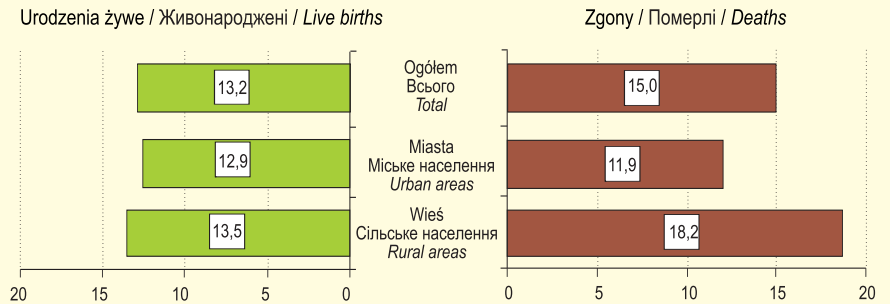 Urodzenia żywe / Живонароджені / Live births
Zgony / Померлі / Deaths
Ogółem
Всього
Total
13,2
15,0
Miasta
Міське населення
Urban areas
12,9
11,9
Wieś
Сільське населення
Rural areas
13,5
18,2
20 15 10 5 0
0 5 10 15 20